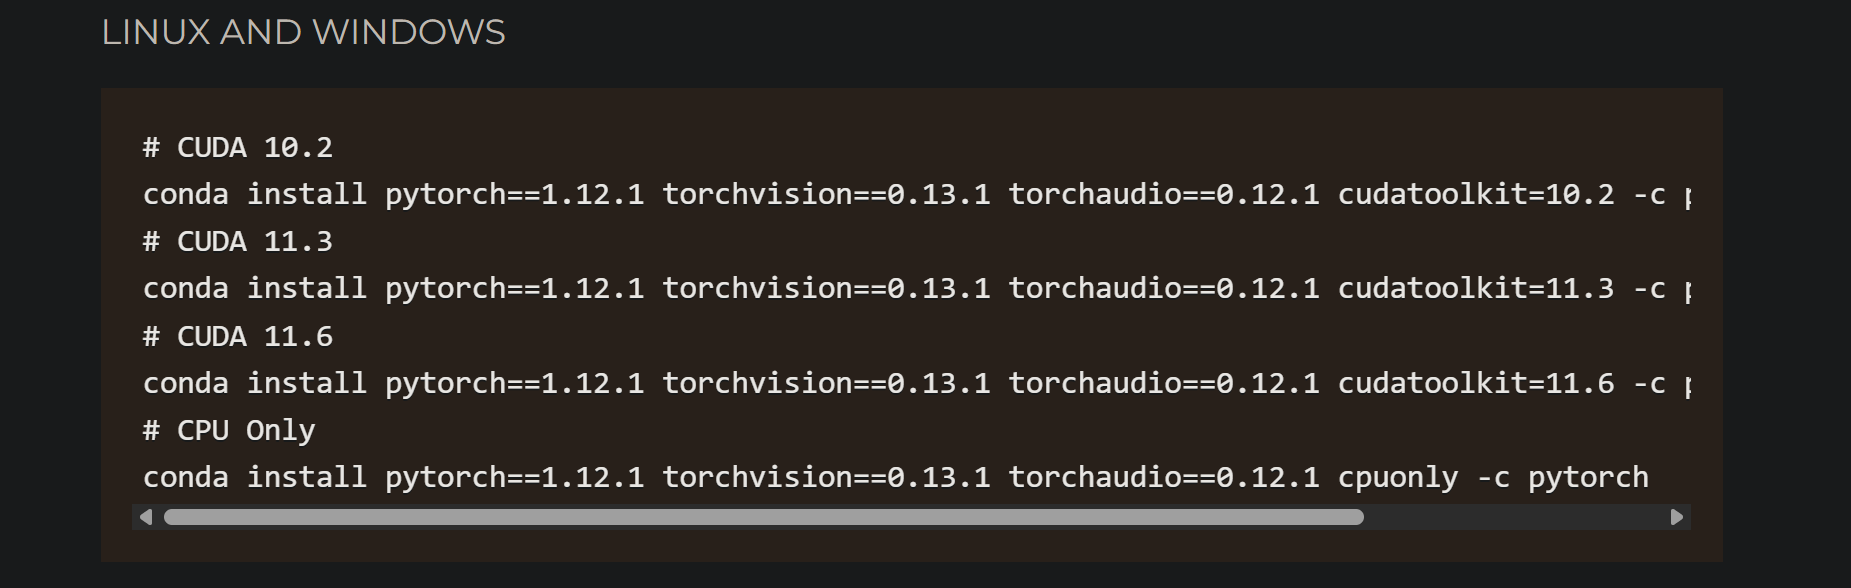 LINUX AND WINDOWS
# CUDA 10.2
conda install pytorch==1.12.1 torchvision==0.13.1 torchaudio==0.12.1 cudatoolkit=10.2 -c
# CUDA 11.3
conda install pytorch==1.12.1 torchvision==0.13.1 torchaudio==0.12.1 cudatoolkit=11.3 -c
# CUDA 11.6
conda install pytorch==1.12.1 torchvision==0.13.1 torchaudio==0.12.1 cudatoolkit=11.6 -c
# CPU Only
conda install pytorch==1.12.1 torchvision==0.13.1 torchaudio==0.12.1 cpuonly -c pytorch